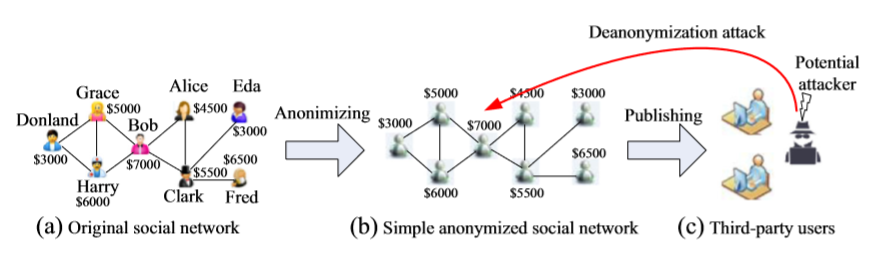 Deanonymization attack
Potential
attacker
Grace
Alice
Eda
$5000
$4500
Donland
Bob
$3000
$3000
$7000
$6500
$5500
Harry
$6000
Clark
Fred
(a) Original social network
Anonimizing
$5000
$4500
$3000
$3000
$7000
$6500
$6000
$5500
(b) Simple anonymized social network
Publishing
(c) Third-party users